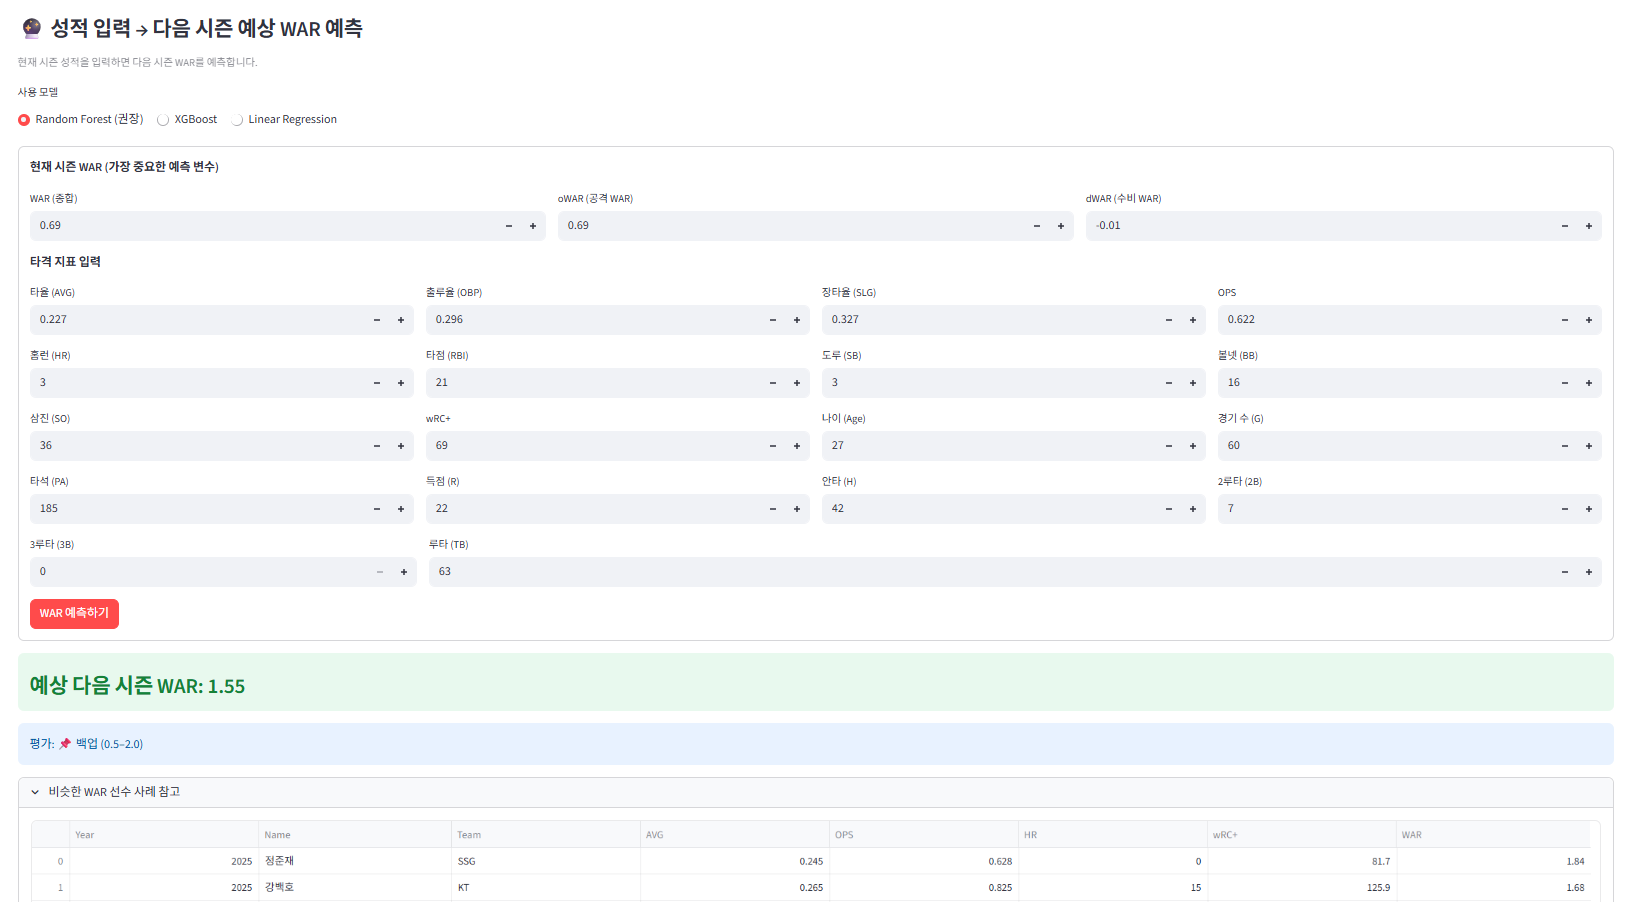 성적 입력 → 다음 시즌 예상 WAR 예측
현재 시즌 성적을 입력하면 다음 시즌 WAR를 예측합니다.
사용 모델
Random Forest (권장) XGBoost Linear Regression
현재 시즌 WAR (가장 중요한 예측 변수)
WAR (종합) oWAR (공격 WAR) dWAR (수비 WAR)
0.69 − + 0.69 − + -0.01 − +
타격 지표 입력
타율 (AVG) 출루율 (OBP) 장타율 (SLG) OPS
0.227 − + 0.296 − + 0.327 − + 0.622 − +
홈런 (HR) 타점 (RBI) 도루 (SB) 볼넷 (BB)
3 − + 21 − + 3 − + 16 − +
삼진 (SO) wRC+ 나이 (Age) 경기 수 (G)
36 − + 69 − + 27 − + 60 − +
타석 (PA) 득점 (R) 안타 (H) 2루타 (2B)
185 − + 22 − + 42 − + 7 − +
3루타 (3B) 루타 (TB)
0 − + 63 − +
WAR 예측하기
예상 다음 시즌 WAR: 1.55
평가: 📌 백업 (0.5–2.0)
비슷한 WAR 선수 사례 참고
Year Name Team AVG OPS HR wRC+ WAR
0 2025 정준재 SSG 0.245 0.628 0 81.7 1.84
1 2025 강백호 KT 0.265 0.825 15 125.9 1.68